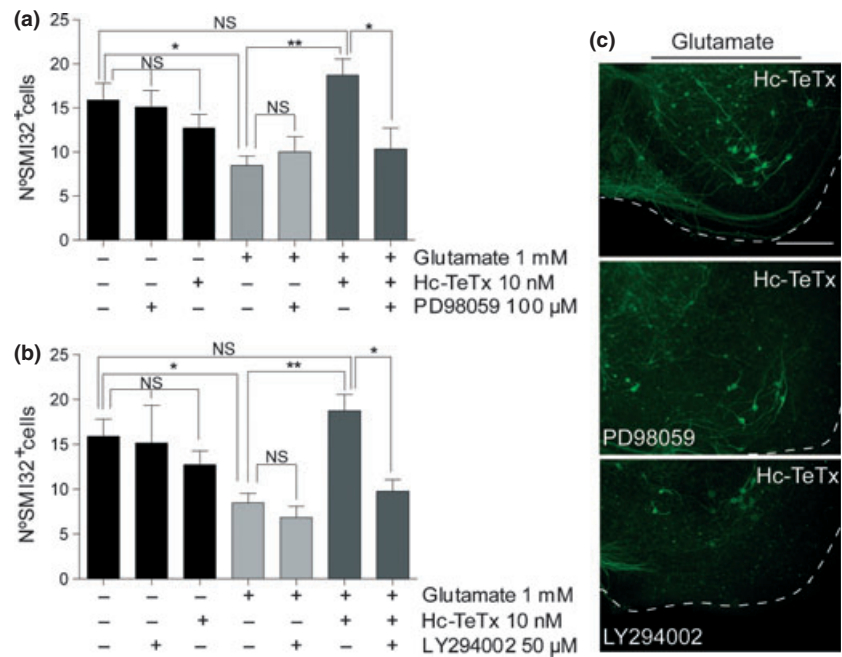 (a)
NS
* ** *
NS
NS
25
20
15
10
5
0
NºSMI32⁺cells
– – – + + + + Glutamate 1 mM
– – + – – + + Hc-TeTx 10 nM
– + – – + – + PD98059 100 µM
(b)
NS
* ** *
NS
NS
25
20
15
10
5
0
NºSMI32⁺cells
– – – + + + + Glutamate 1 mM
– – + – – + + Hc-TeTx 10 nM
– + – – + – + LY294002 50 µM
(c)
Glutamate
Hc-TeTx
Hc-TeTx
PD98059
Hc-TeTx
LY294002